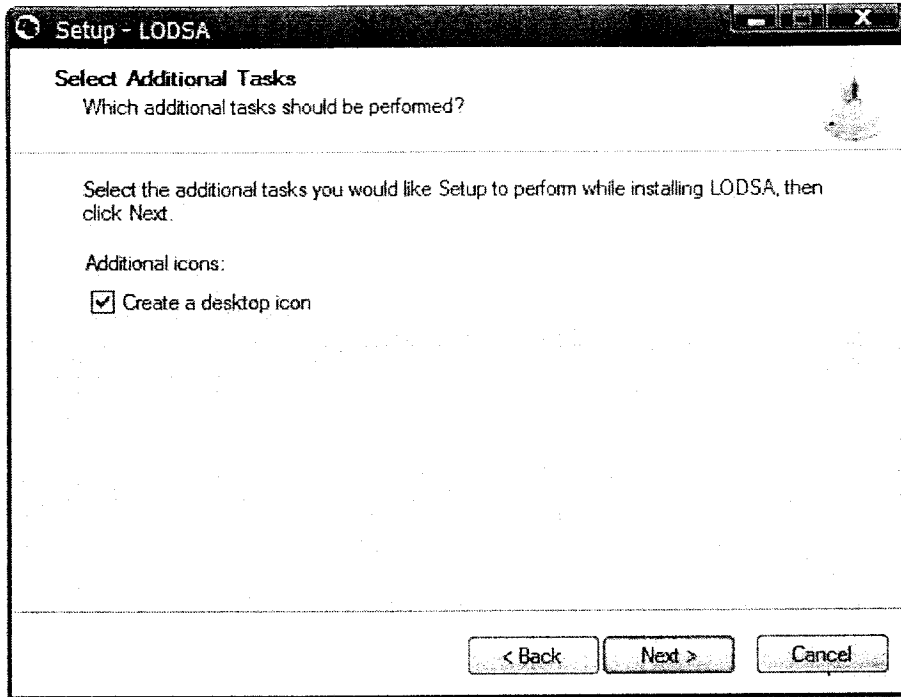 Setup - LODSA
Select Additional Tasks
Which additional tasks should be performed?
Select the additional tasks you would like Setup to perform while installing LODSA, then
click Next.
Additional icons:
Create a desktop icon
< Back
Next >
Cancel